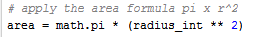 # apply the area formula pi x r^2
area = math.pi * (radius_int ** 2)